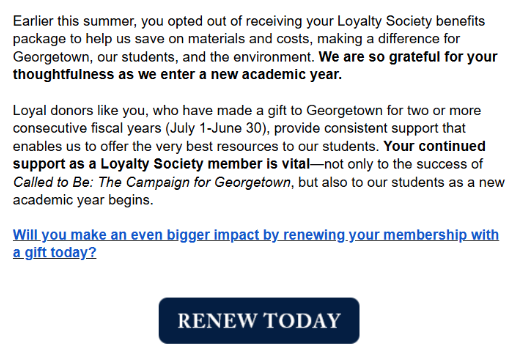 Earlier this summer, you opted out of receiving your Loyalty Society benefits
package to help us save on materials and costs, making a difference for
Georgetown, our students, and the environment. We are so grateful for your
thoughtfulness as we enter a new academic year.
Loyal donors like you, who have made a gift to Georgetown for two or more
consecutive fiscal years (July 1-June 30), provide consistent support that
enables us to offer the very best resources to our students. Your continued
support as a Loyalty Society member is vital—not only to the success of
Called to Be: The Campaign for Georgetown, but also to our students as a new
academic year begins.
Will you make an even bigger impact by renewing your membership with
a gift today?
RENEW TODAY